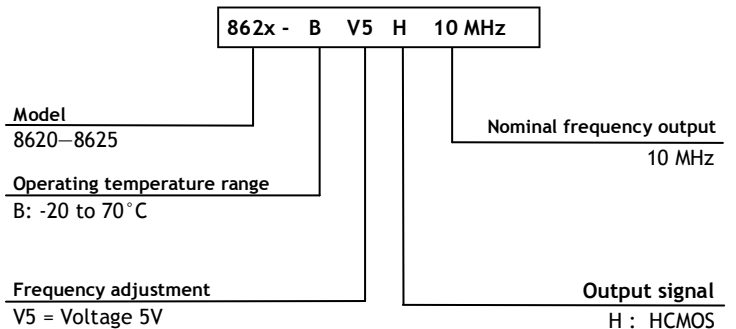 862x - B V5 H 10 MHz
Model
8620—8625
Nominal frequency output
10 MHz
Operating temperature range
B: -20 to 70°C
Frequency adjustment
V5 = Voltage 5V
Output signal
H : HCMOS